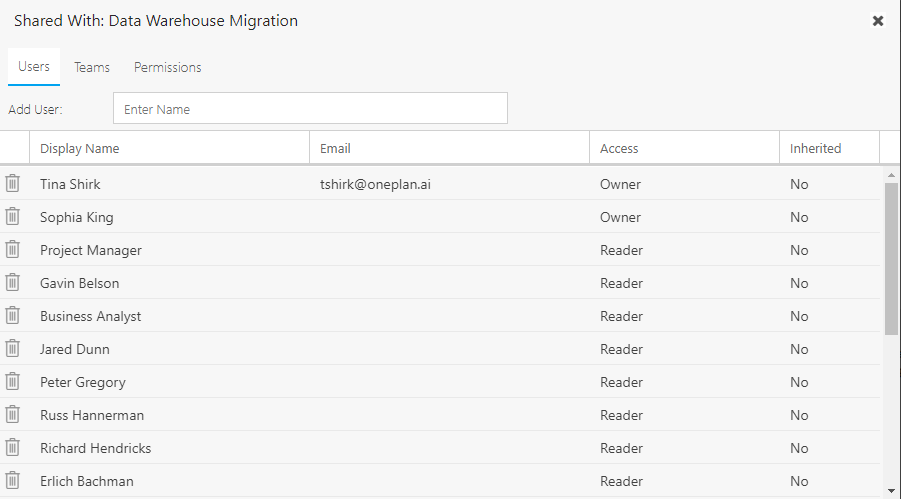 Shared With: Data Warehouse Migration
Users Teams Permissions
Add User: Enter Name
Display Name Email Access Inherited
Tina Shirk tshirk@oneplan.ai Owner No
Sophia King Owner No
Project Manager Reader No
Gavin Belson Reader No
Business Analyst Reader No
Jared Dunn Reader No
Peter Gregory Reader No
Russ Hannerman Reader No
Richard Hendricks Reader No
Erlich Bachman Reader No